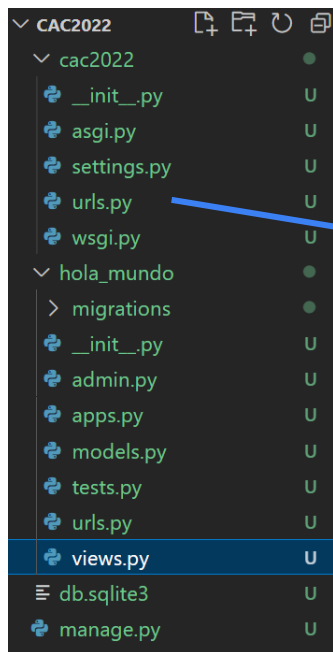 CAC2022
cac2022
__init__.py U
asgi.py U
settings.py U
urls.py U
wsgi.py U
hola_mundo
migrations
__init__.py U
admin.py U
apps.py U
models.py U
tests.py U
urls.py U
views.py U
db.sqlite3 U
manage.py U